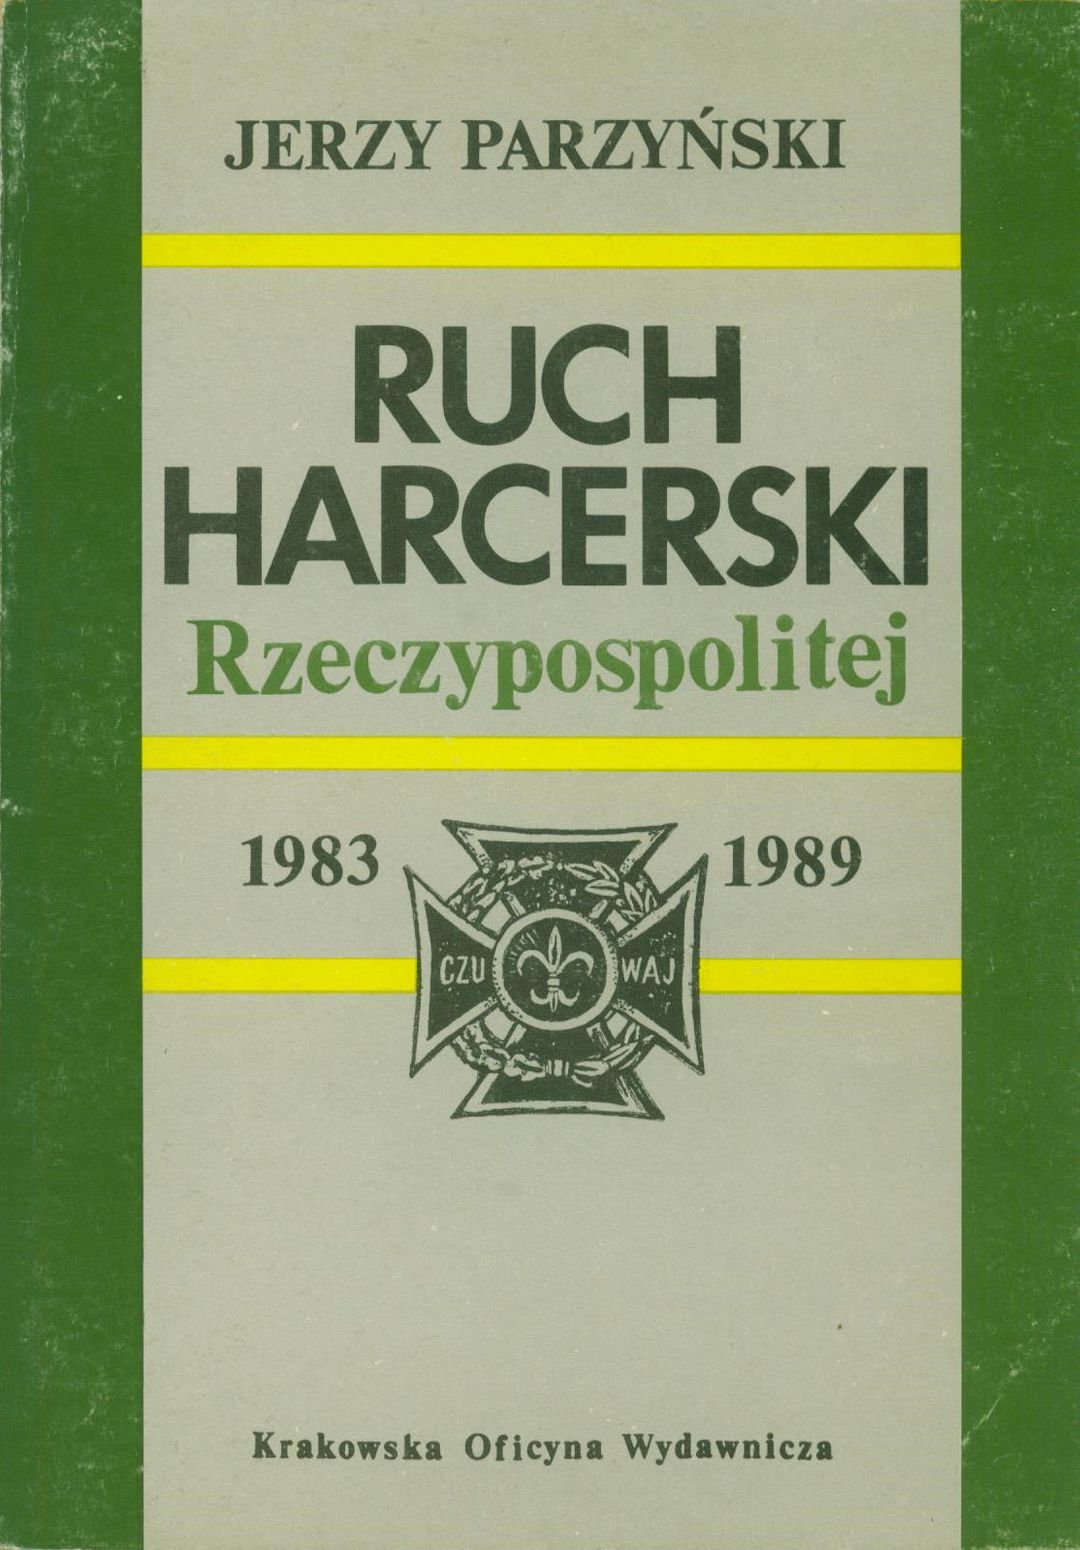 JERZY PARZYŃSKI
RUCH
HARCERSKI
Rzeczypospolitej
1983 1989
CZU WAJ
Krakowska Oficyna Wydawnicza